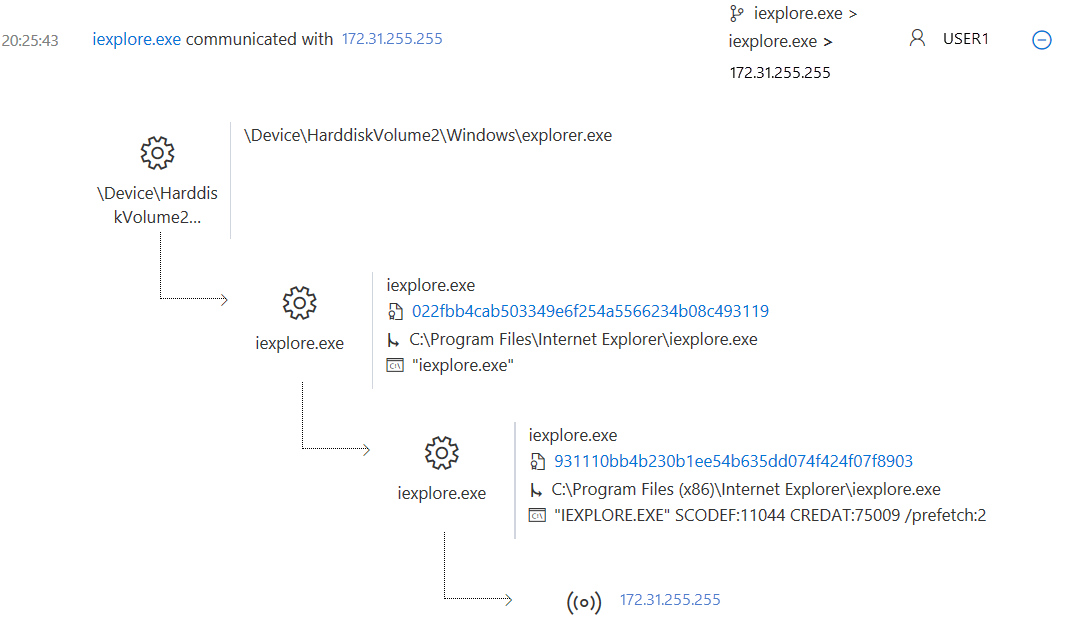 20:25:43 iexplore.exe communicated with 172.31.255.255
iexplore.exe >
iexplore.exe >
172.31.255.255
USER1
\Device\Harddis
kVolume2...
\Device\HarddiskVolume2\Windows\explorer.exe
iexplore.exe
iexplore.exe
022fbb4cab503349e6f254a5566234b08c493119
C:\Program Files\Internet Explorer\iexplore.exe
"iexplore.exe"
iexplore.exe
iexplore.exe
931110bb4b230b1ee54b635dd074f424f07f8903
C:\Program Files (x86)\Internet Explorer\iexplore.exe
"IEXPLORE.EXE" SCODEF:11044 CREDAT:75009 /prefetch:2
172.31.255.255